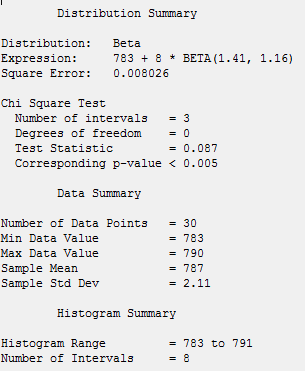 Distribution Summary
Distribution: Beta
Expression: 783 + 8 * BETA(1.41, 1.16)
Square Error: 0.008026
Chi Square Test
Number of intervals = 3
Degrees of freedom = 0
Test Statistic = 0.087
Corresponding p-value < 0.005
Data Summary
Number of Data Points = 30
Min Data Value = 783
Max Data Value = 790
Sample Mean = 787
Sample Std Dev = 2.11
Histogram Summary
Histogram Range = 783 to 791
Number of Intervals = 8